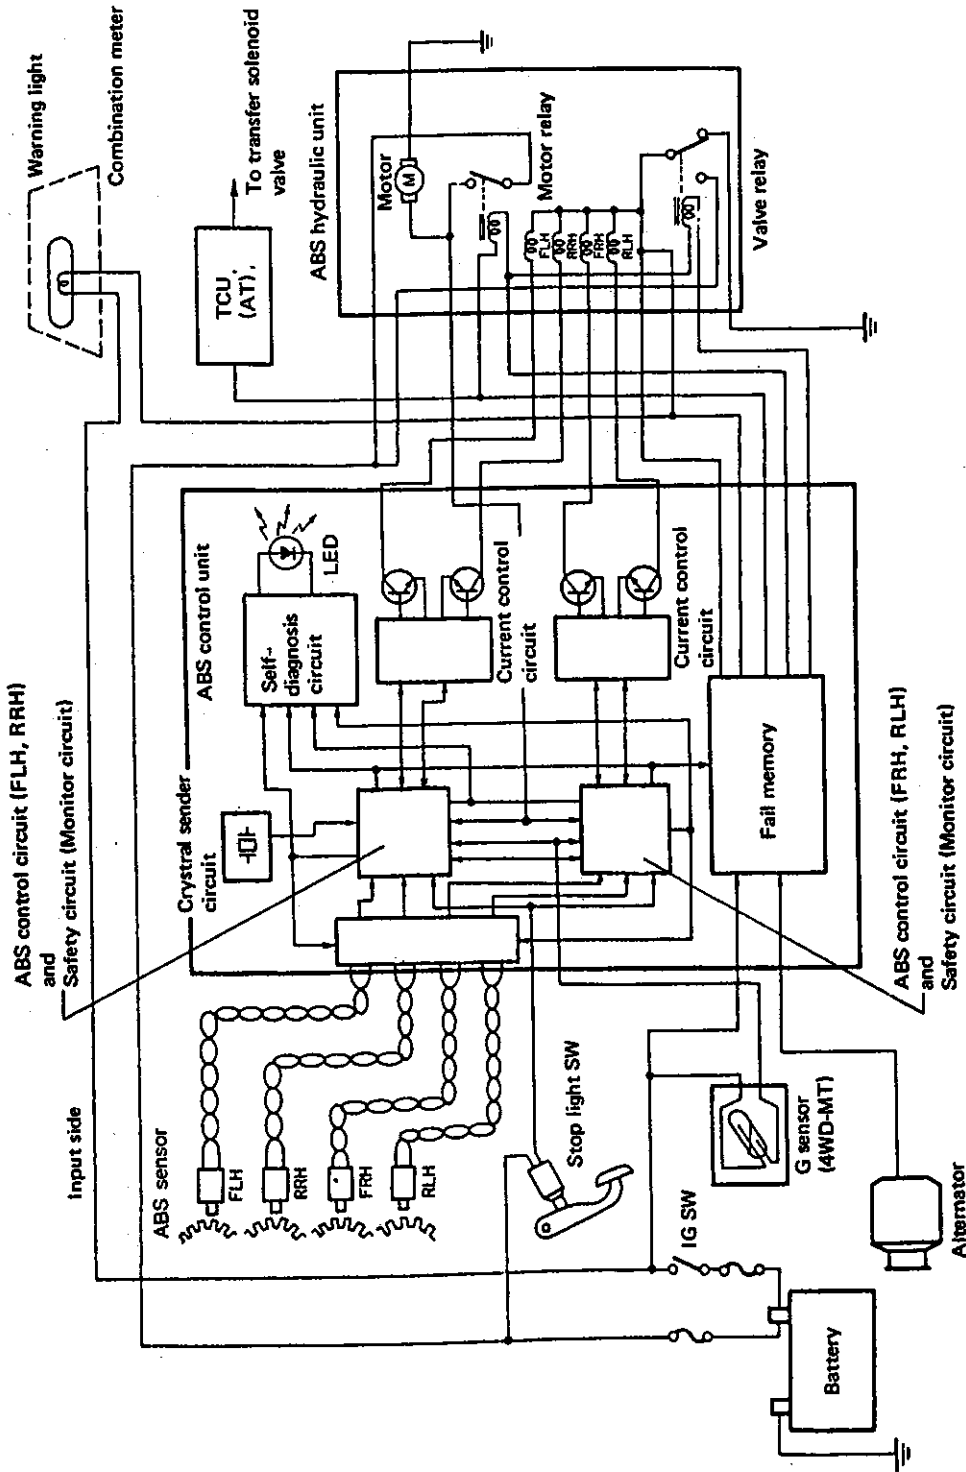 ABS control circuit (FLH, RRH)
and
Safety circuit (Monitor circuit)
Input side
ABS sensor
FLH
RRH
FRH
RLH
Stop light SW
IG SW
Battery
Alternator
G sensor
(4WD-MT)
ABS control circuit (FRH, RLH)
and
Safety circuit (Monitor circuit)
Crystral sender
circuit
ABS control unit
Self-
diagnosis
circuit
LED
Current control
circuit
Current control
circuit
Fail memory
Warning light
Combination meter
TCU
(AT)
To transfer solenoid
valve
ABS hydraulic unit
Motor
M
Motor relay
FLH
RRH
FRH
RLH
Valve relay